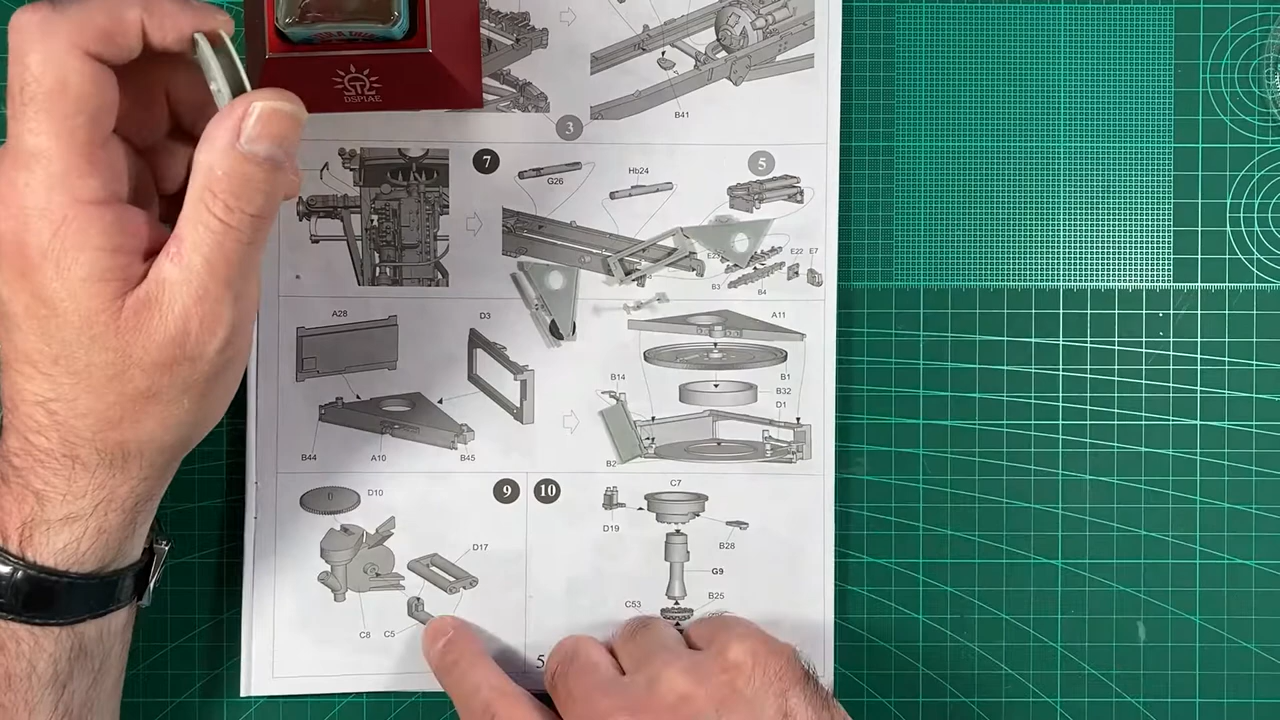 DSPIAE
B41
3
7
G26
Hb24
5
E22
E7
B3
B4
A28
D3
A11
B1
B14
B32
D1
B44
A10
B45
B2
9
10
D10
C7
D19
B28
D17
G9
C53
B25
C8
C5
5